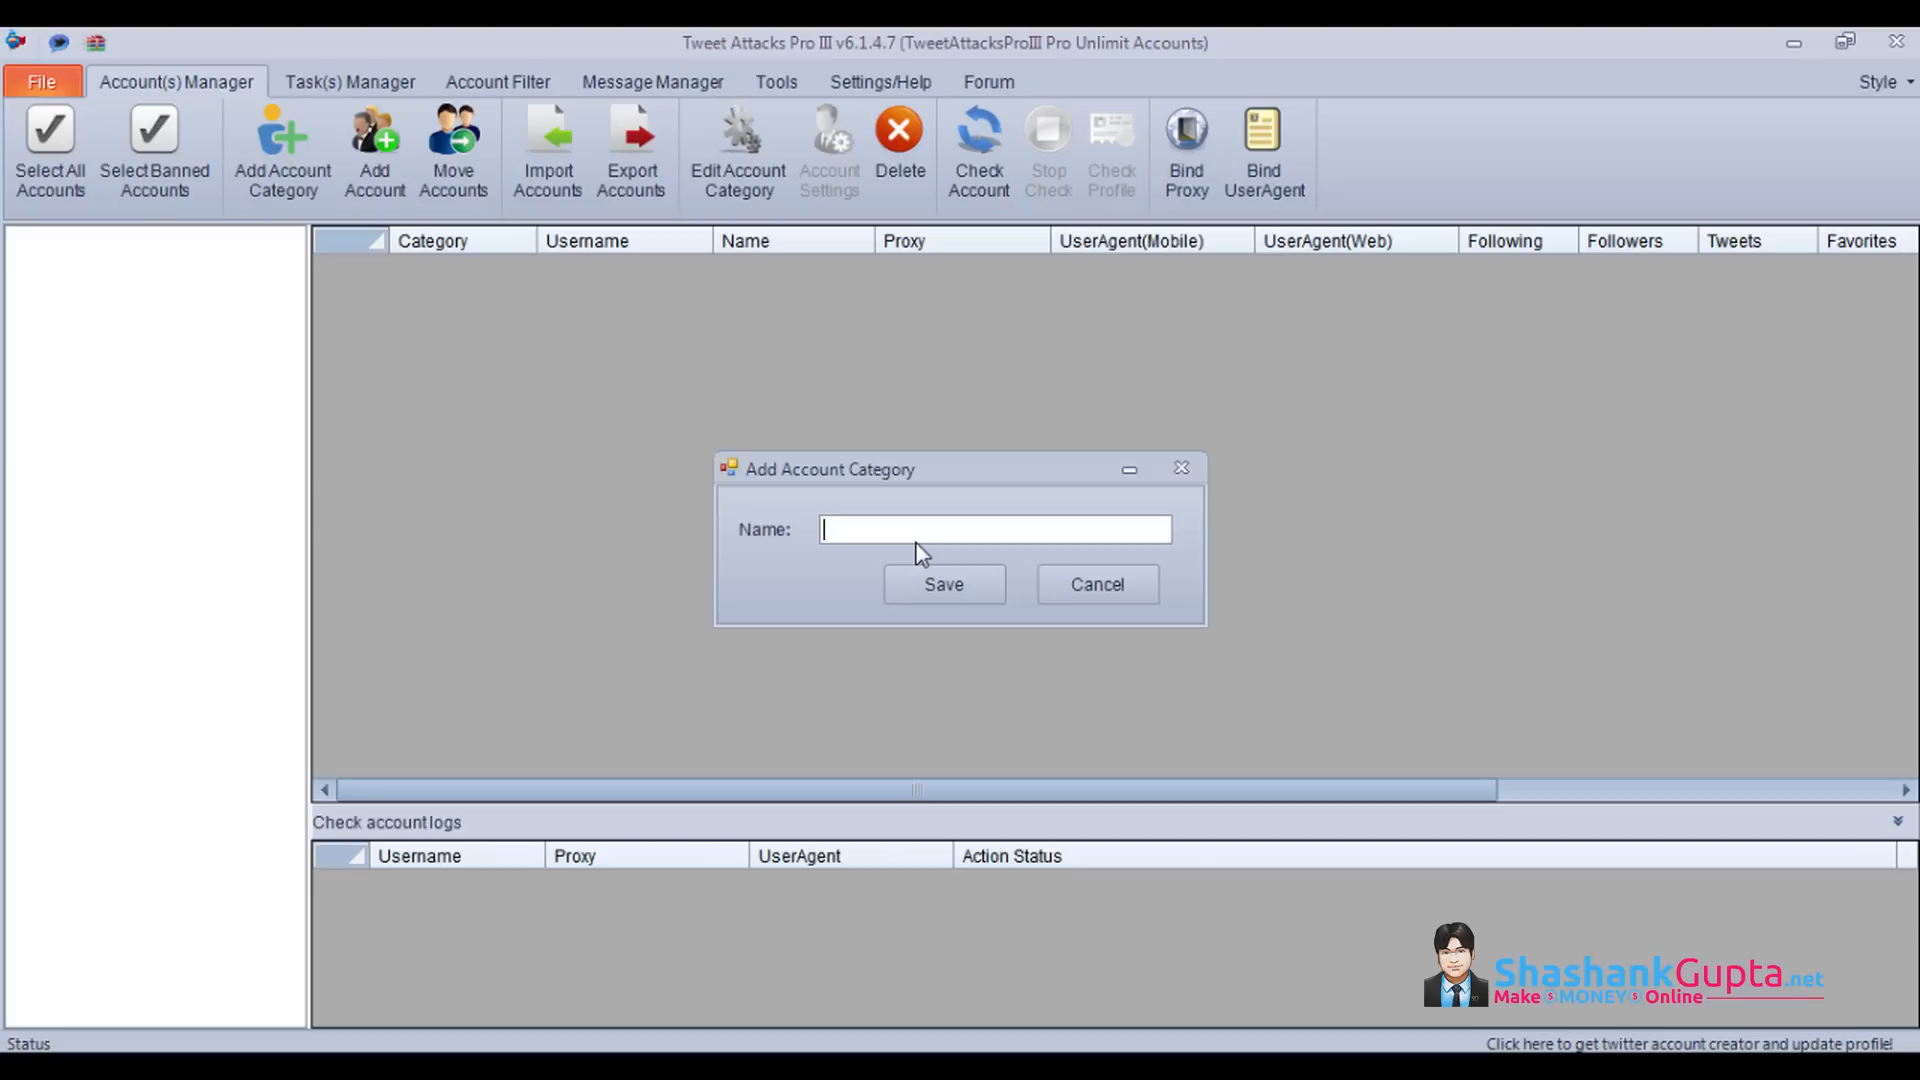 Tweet Attacks Pro III v6.1.4.7 (TweetAttacksProIII Pro Unlimit Accounts)
File Account(s) Manager Task(s) Manager Account Filter Message Manager Tools Settings/Help Forum Style
Select All Accounts
Select Banned Accounts
Add Account Category
Add Account
Move Accounts
Import Accounts
Export Accounts
Edit Account Category
Account Settings
Delete
Check Account
Stop Check
Check Profile
Bind Proxy
Bind UserAgent
Category Username Name Proxy UserAgent(Mobile) UserAgent(Web) Following Followers Tweets Favorites
Add Account Category
Name:
Save Cancel
Check account logs
Username Proxy UserAgent Action Status
ShashankGupta.net
Make $MONEY$ Online
Status Click here to get twitter account creator and update profile!